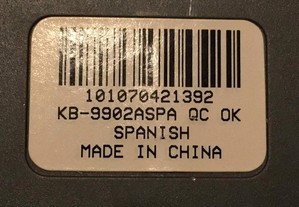 101070421392
KB-9902ASPA QC OK
SPANISH
MADE IN CHINA